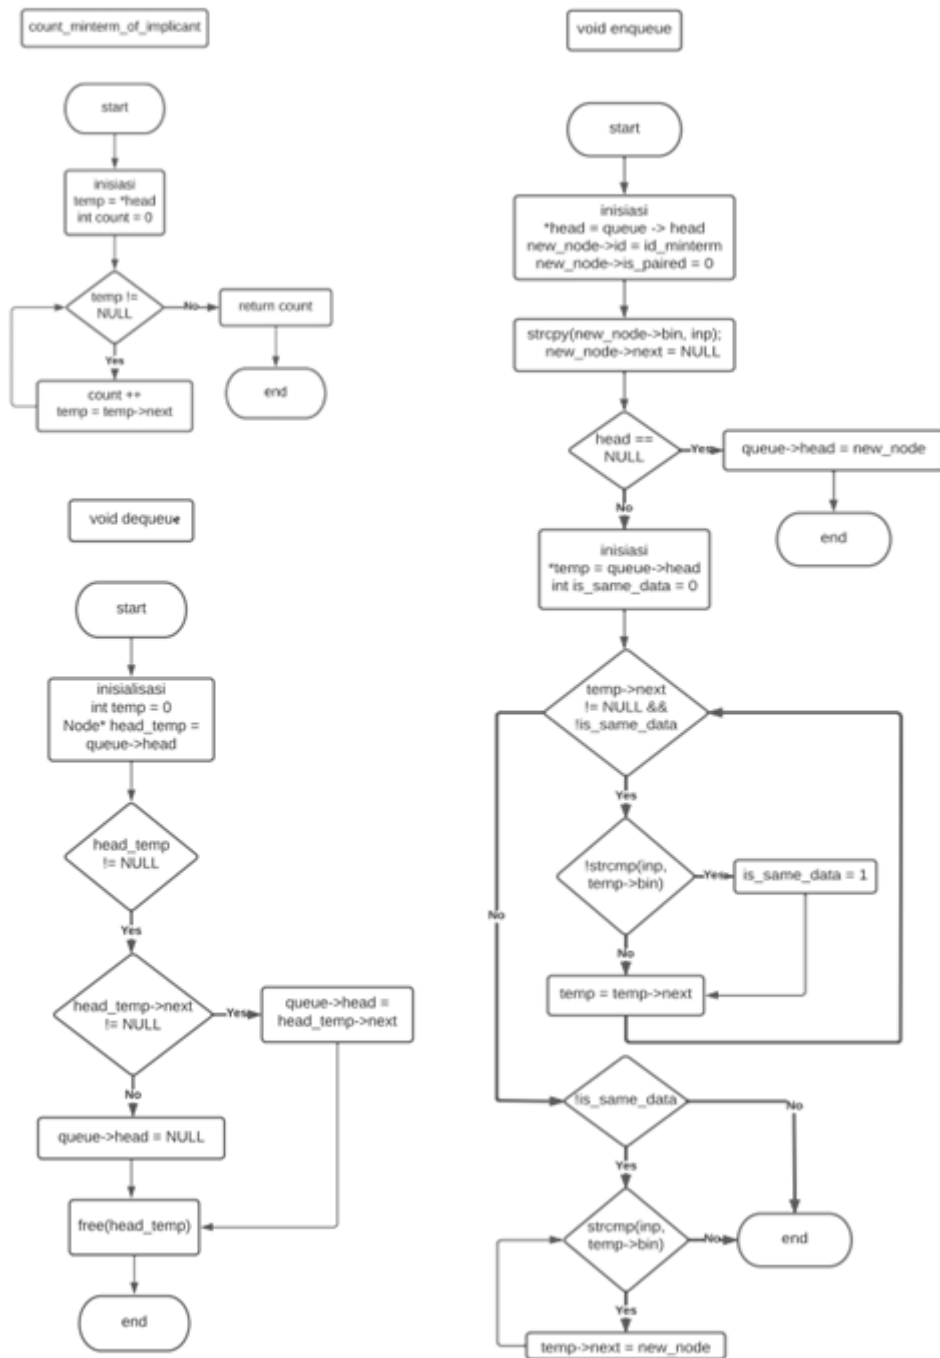 count_minterm_of_implicant
start
inisiasi
temp = *head
int count = 0
temp !=
NULL
No
return count
end
Yes
count ++
temp = temp->next
void dequeue
start
inisialisasi
int temp = 0
Node* head_temp =
queue->head
head_temp
!= NULL
Yes
head_temp->next
!= NULL
Yes
queue->head =
head_temp->next
No
queue->head = NULL
free(head_temp)
end
void enqueue
start
inisiasi
*head = queue -> head
new_node->id = id_minterm
new_node->is_paired = 0
strcpy(new_node->bin, inp);
new_node->next = NULL
head ==
NULL
Yes
queue->head = new_node
end
No
inisiasi
*temp = queue->head
int is_same_data = 0
temp->next
!= NULL &&
!is_same_data
Yes
!strcmp(inp,
temp->bin)
Yes
is_same_data = 1
No
No
temp = temp->next
!is_same_data
No
Yes
strcmp(inp,
temp->bin)
No
end
Yes
temp->next = new_node